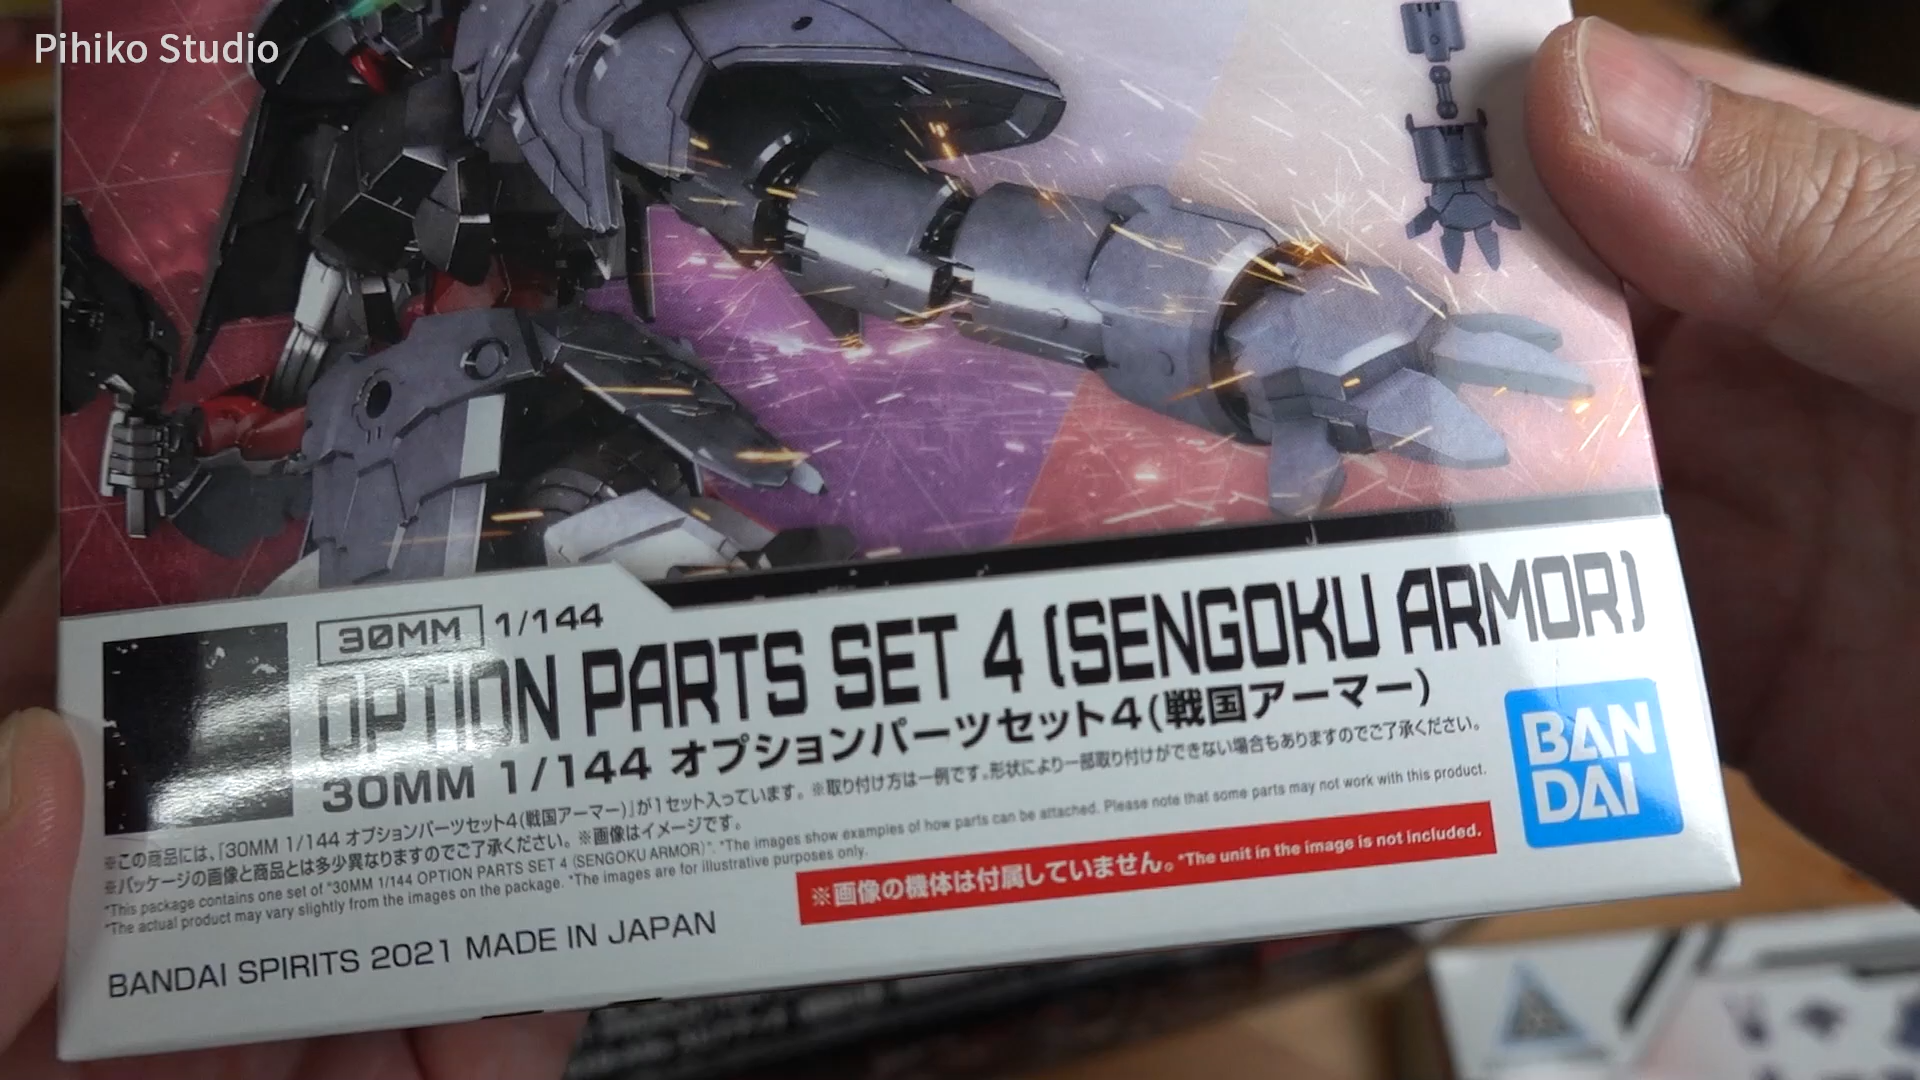 Pihiko Studio
30MM 1/144
OPTION PARTS SET 4 (SENGOKU ARMOR)
30MM 1/144 オプションパーツセット4(戦国アーマー)
※この商品には、「30MM 1/144 オプションパーツセット4(戦国アーマー)」が1セット入っています。※取り付け方は一例です。形状により一部取り付けができない場合もありますのでご了承ください。
※パッケージの画像と商品とは多少異なりますのでご了承ください。※画像はイメージです。
*This package contains one set of "30MM 1/144 OPTION PARTS SET 4 (SENGOKU ARMOR)". *The images show examples of how parts can be attached. Please note that some parts may not work with this product.
*The actual product may vary slightly from the images on the package. *The images are for illustrative purposes only.
※画像の機体は付属していません。*The unit in the image is not included.
BAN
DAI
BANDAI SPIRITS 2021 MADE IN JAPAN